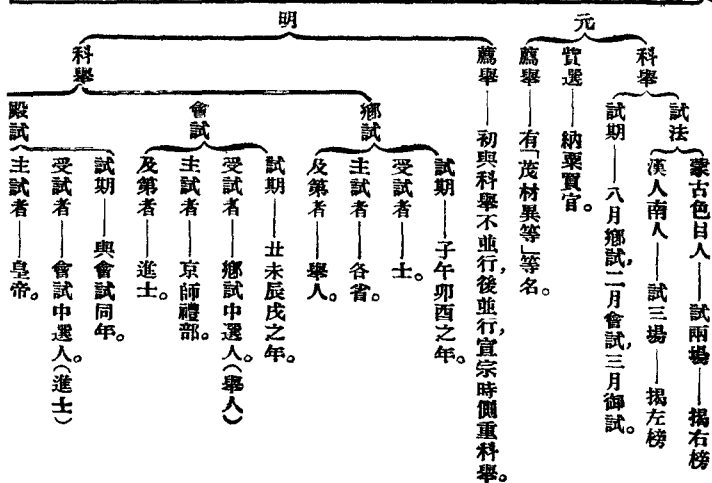 元
科舉
試法
蒙古色目人——試兩場——揭右榜
漢人南人——試三場——揭左榜
試期——八月鄉試,二月會試,三月御試。
貲選——納粟買官。
薦舉——有「茂材異等」等名。
明
薦舉——初與科舉不並行,後並行,宣宗時側重科舉。
科舉
鄉試
試期——子午卯酉之年。
受試者——士。
主試者——各省。
及第者——舉人。
會試
試期——丑未辰戌之年。
受試者——鄉試中選人(舉人)
主試者——京師禮部。
及第者——進士。
殿試
試期——與會試同年。
受試者——會試中選人(進士)
主試者——皇帝。